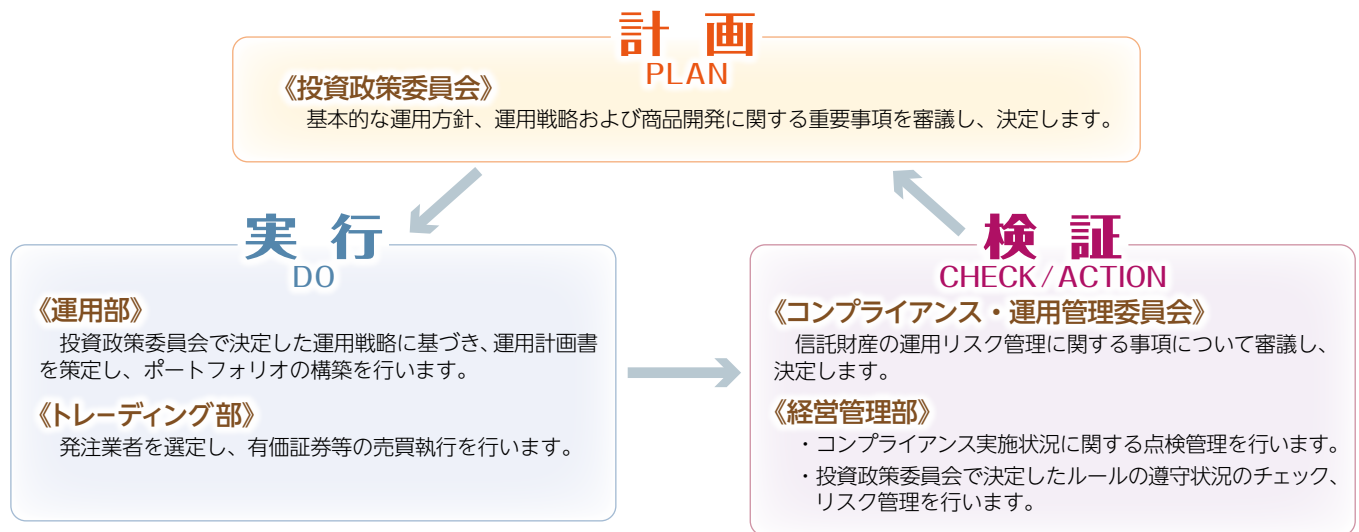 計 画
PLAN
《投資政策委員会》
基本的な運用方針、運用戦略および商品開発に関する重要事項を審議し、決定します。
実 行
DO
《運用部》
投資政策委員会で決定した運用戦略に基づき、運用計画書
を策定し、ポートフォリオの構築を行います。
《トレーディング部》
発注業者を選定し、有価証券等の売買執行を行います。
検 証
CHECK/ACTION
《コンプライアンス・運用管理委員会》
信託財産の運用リスク管理に関する事項について審議し、
決定します。
《経営管理部》
・コンプライアンス実施状況に関する点検管理を行います。
・投資政策委員会で決定したルールの遵守状況のチェック、
リスク管理を行います。